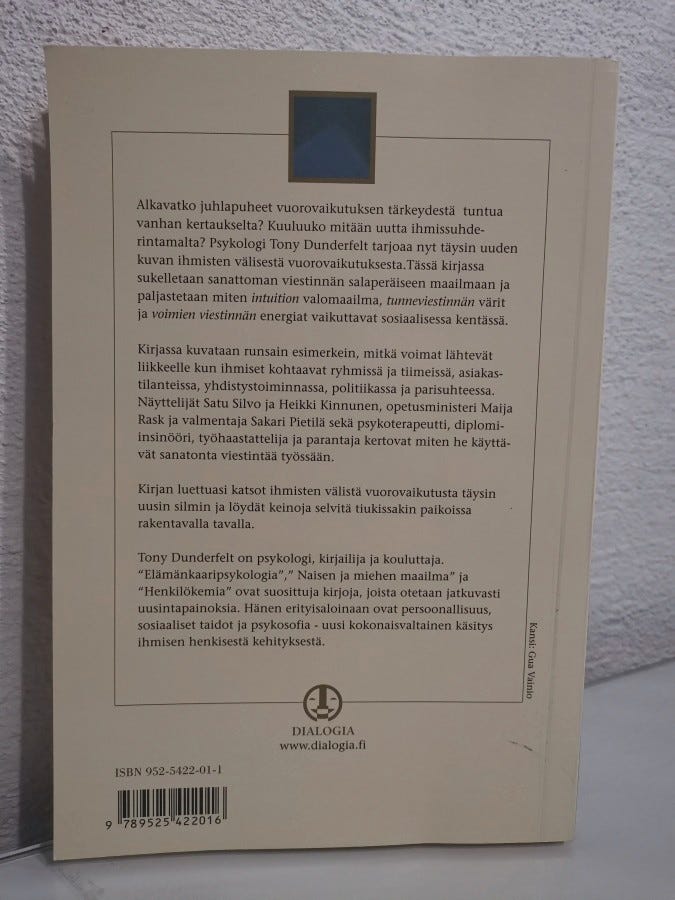 Alkavatko juhlapuheet vuorovaikutuksen tärkeydestä  tuntua
vanhan kertaukselta? Kuuluuko mitään uutta ihmissuhde-
rintamalta? Psykologi Tony Dunderfelt tarjoaa nyt täysin uuden
kuvan ihmisten välisestä vuorovaikutuksesta.Tässä kirjassa
sukelletaan sanattoman viestinnän salaperäiseen maailmaan ja
paljastetaan miten intuition valomaailma, tunneviestinnän värit
ja voimien viestinnän energiat vaikuttavat sosiaalisessa kentässä.
Kirjassa kuvataan runsain esimerkein, mitkä voimat lähtevät
liikkeelle kun ihmiset kohtaavat ryhmissä ja tiimeissä, asiakas-
tilanteissa, yhdistystoiminnassa, politiikassa ja parisuhteessa.
Näyttelijät Satu Silvo ja Heikki Kinnunen, opetusministeri Maija
Rask ja valmentaja Sakari Pietilä sekä psykoterapeutti, diplomi-
insinööri, työhaastattelija ja parantaja kertovat miten he käyttä-
vät sanatonta viestintää työssään.
Kirjan luettuasi katsot ihmisten välistä vuorovaikutusta täysin
uusin silmin ja löydät keinoja selvitä tiukissakin paikoissa
rakentavalla tavalla.
Tony Dunderfelt on psykologi, kirjailija ja kouluttaja.
“Elämänkaaripsykologia”,” Naisen ja miehen maailma” ja
“Henkilökemia” ovat suosittuja kirjoja, joista otetaan jatkuvasti
uusintapainoksia. Hänen erityisaloinaan ovat persoonallisuus,
sosiaaliset taidot ja psykosofia - uusi kokonaisvaltainen käsitys
ihmisen henkisestä kehityksestä.
Kansi: Gua Vainio
DIALOGIA
www.dialogia.fi
ISBN 952-5422-01-1
9 789525 422016